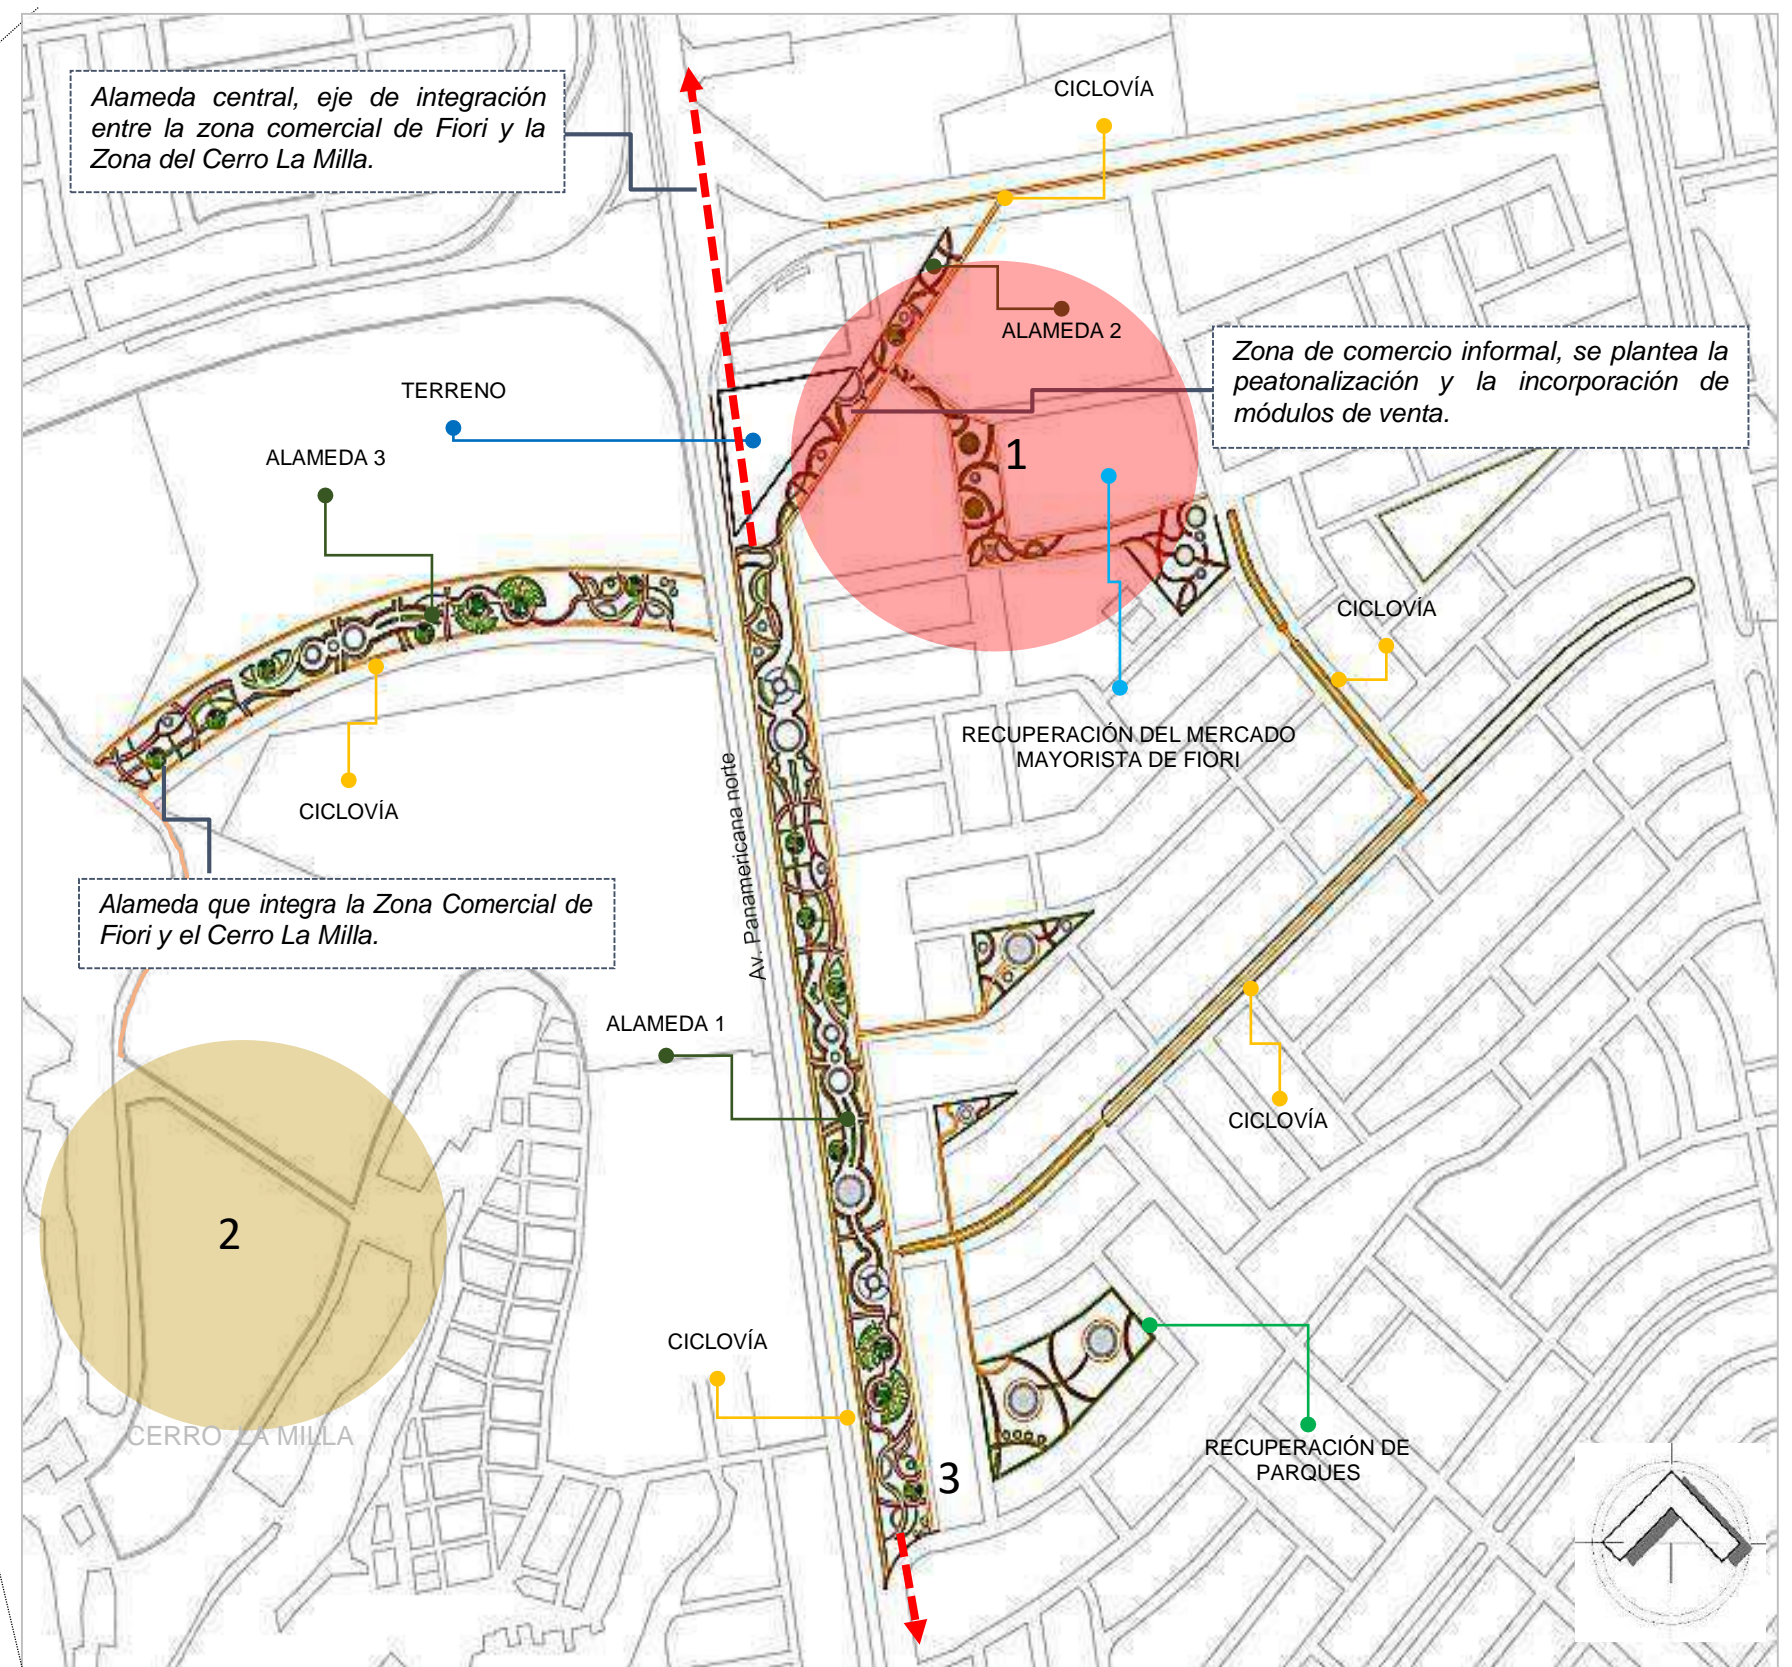 CICLOVÍA
Alameda central, eje de integración
entre la zona comercial de Fiori y la
Zona del Cerro La Milla.
ALAMEDA 2
Zona de comercio informal, se plantea la
peatonalización y la incorporación de
módulos de venta.
TERRENO
ALAMEDA 3
1
CICLOVÍA
RECUPERACIÓN DEL MERCADO
MAYORISTA DE FIORI
CICLOVÍA
Av. Panamericana norte
Alameda que integra la Zona Comercial de
Fiori y el Cerro La Milla.
ALAMEDA 1
CICLOVÍA
2
CICLOVÍA
CERRO LA MILLA
RECUPERACIÓN DE
PARQUES
3